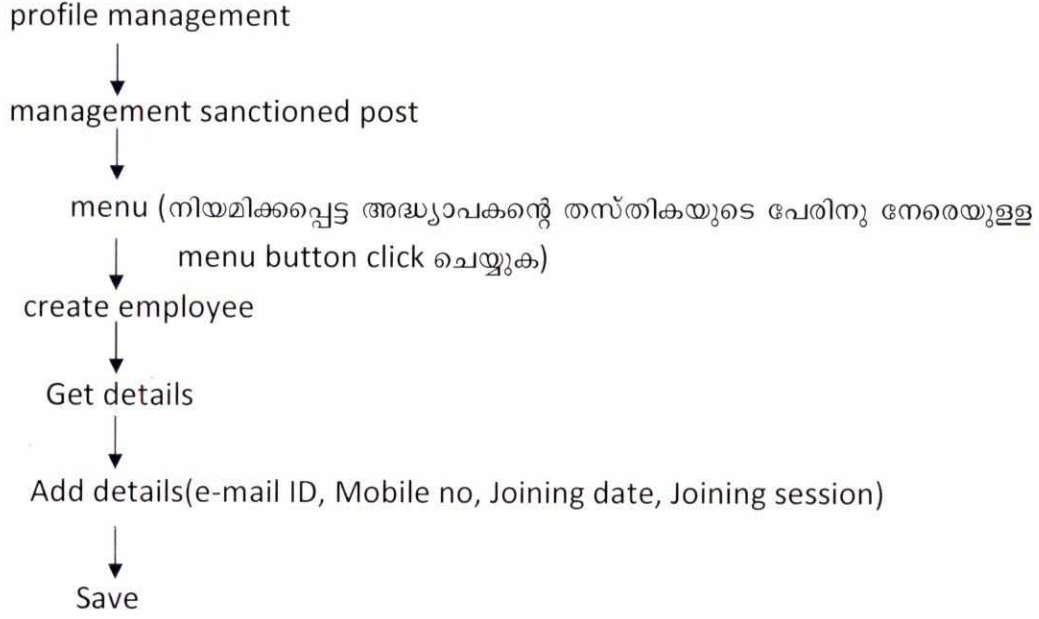 profile management
management sanctioned post
menu (നിയമിക്കപ്പെട്ട അദ്ധ്യാപകന്റെ തസ്തികയുടെ പേരിനു നേരെയുളള
menu button click ചെയ്യുക)
create employee
Get details
Add details(e-mail ID, Mobile no, Joining date, Joining session)
Save